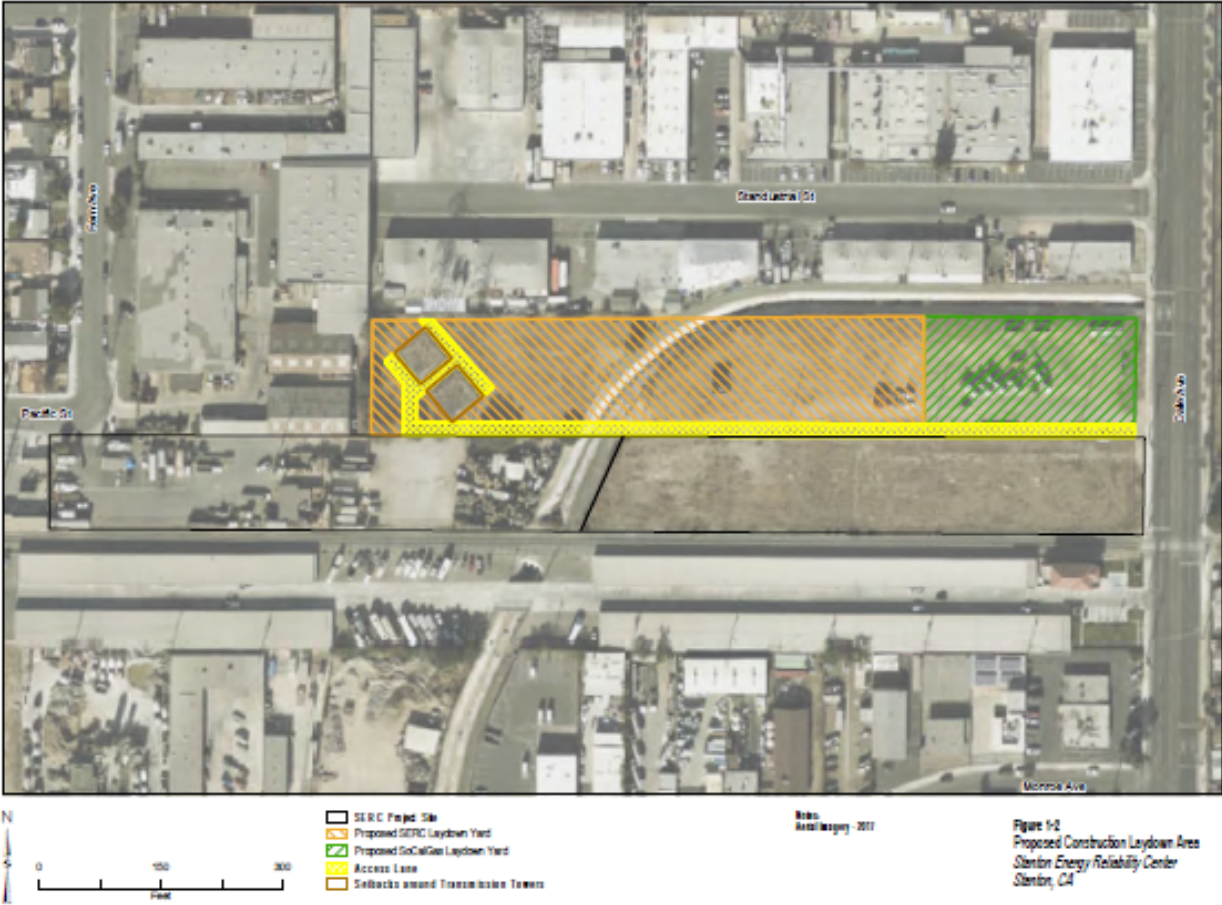 Standustrial St
Dale Ave
Pacific St
Monroe Ave
N
0
150
300
Feet
SERC Project Site
Proposed SERC Laydown Yard
Proposed SoCalGas Laydown Yard
Access Lane
Setbacks around Transmission Towers
Notes:
Aerial Imagery - 2017
Figure 1-2
Proposed Construction Laydown Area
Stanton Energy Reliability Center
Stanton, CA